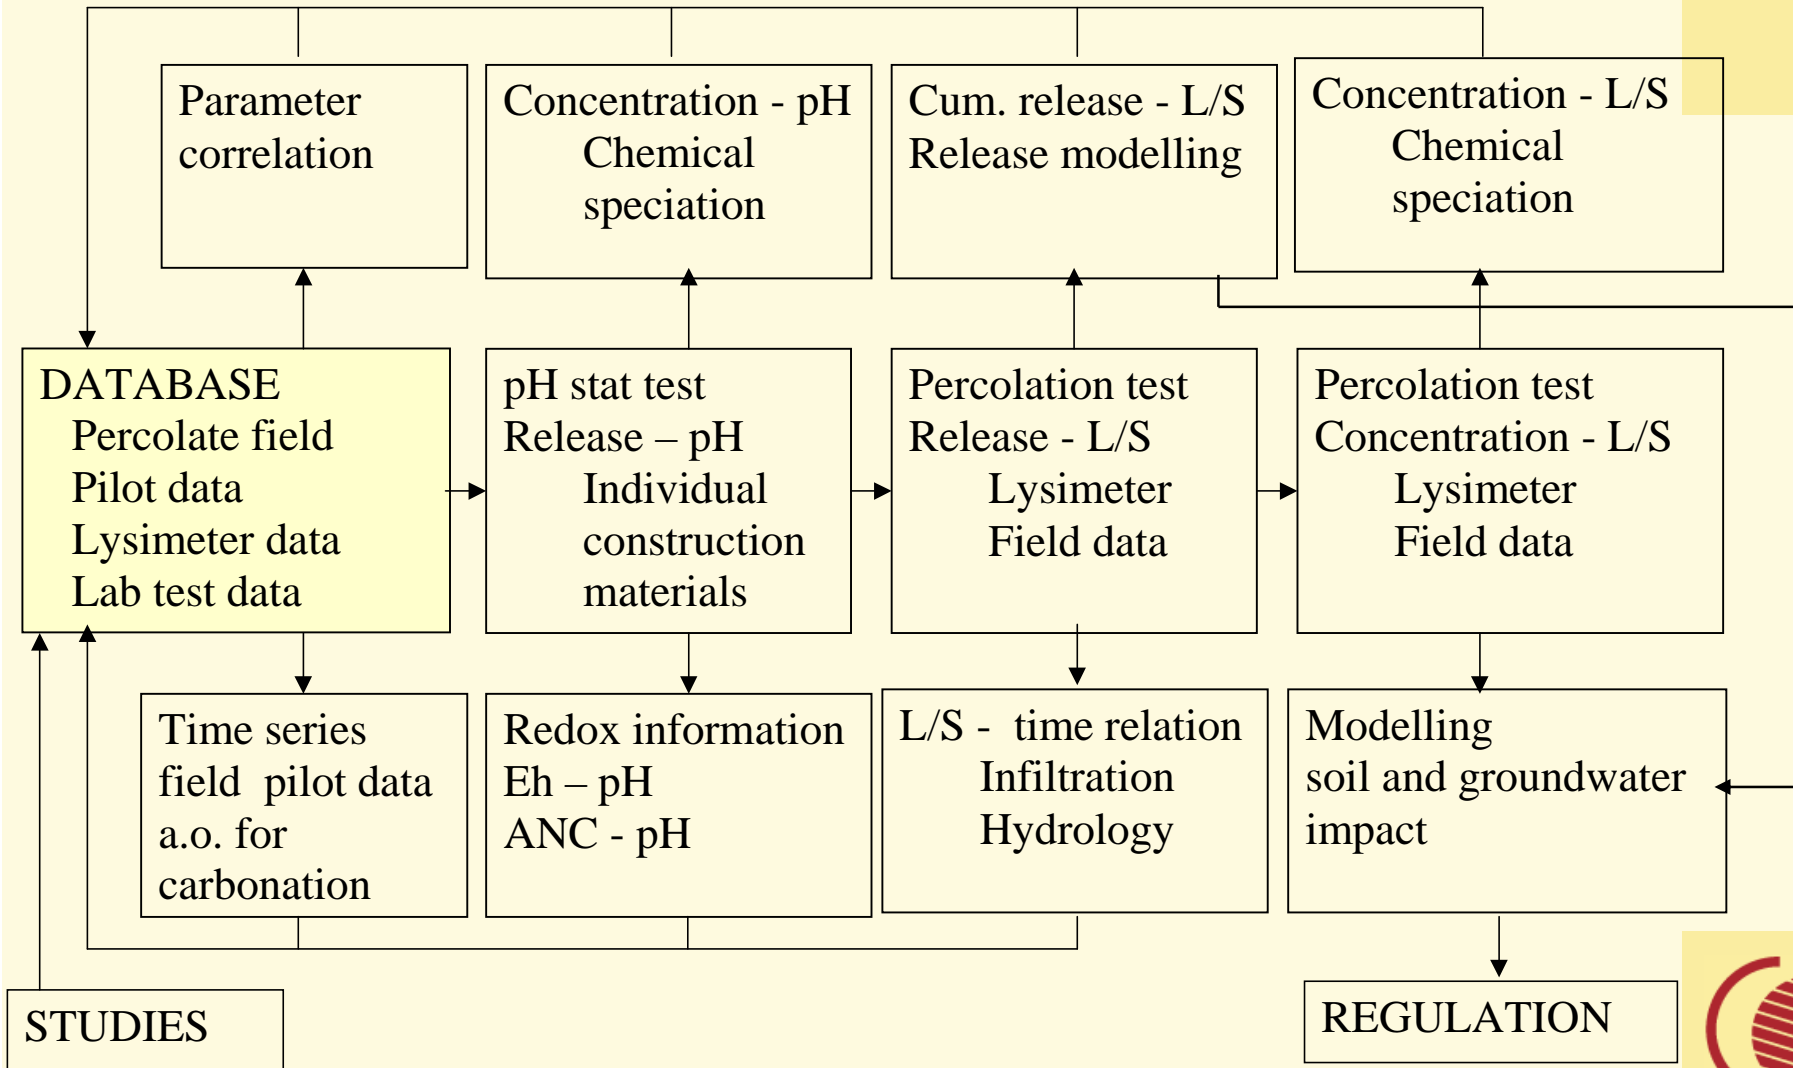 Parameter
correlation
Concentration - pH
Chemical
speciation
Cum. release - L/S
Release modelling
Concentration - L/S
Chemical
speciation
DATABASE
Percolate field
Pilot data
Lysimeter data
Lab test data
pH stat test
Release – pH
Individual
construction
materials
Percolation test
Release - L/S
Lysimeter
Field data
Percolation test
Concentration - L/S
Lysimeter
Field data
Time series
field pilot data
a.o. for
carbonation
Redox information
Eh – pH
ANC - pH
L/S - time relation
Infiltration
Hydrology
Modelling
soil and groundwater
impact
STUDIES
REGULATION